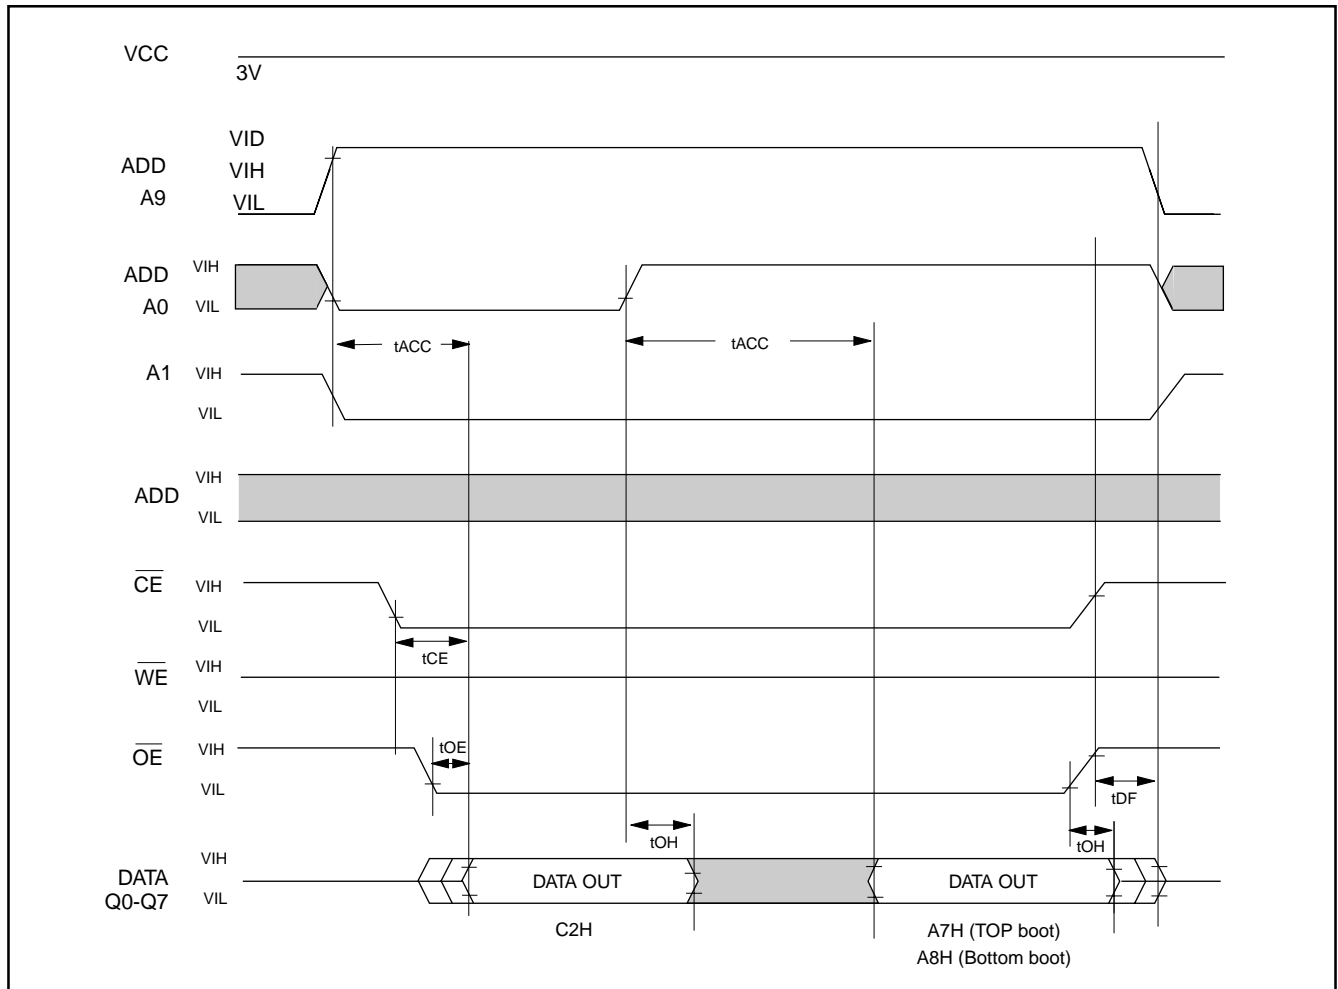 VCC
3V
VID
ADD
VIH
A9
VIL
ADD
VIH
A0
VIL
tACC
tACC
A1
VIH
VIL
ADD
VIH
VIL
CE
VIH
VIL
tCE
WE
VIH
VIL
OE
VIH
tOE
VIL
tDF
tOH
tOH
VIH
DATA
DATA OUT
DATA OUT
Q0-Q7
VIL
C2H
A7H (TOP boot)
A8H (Bottom boot)